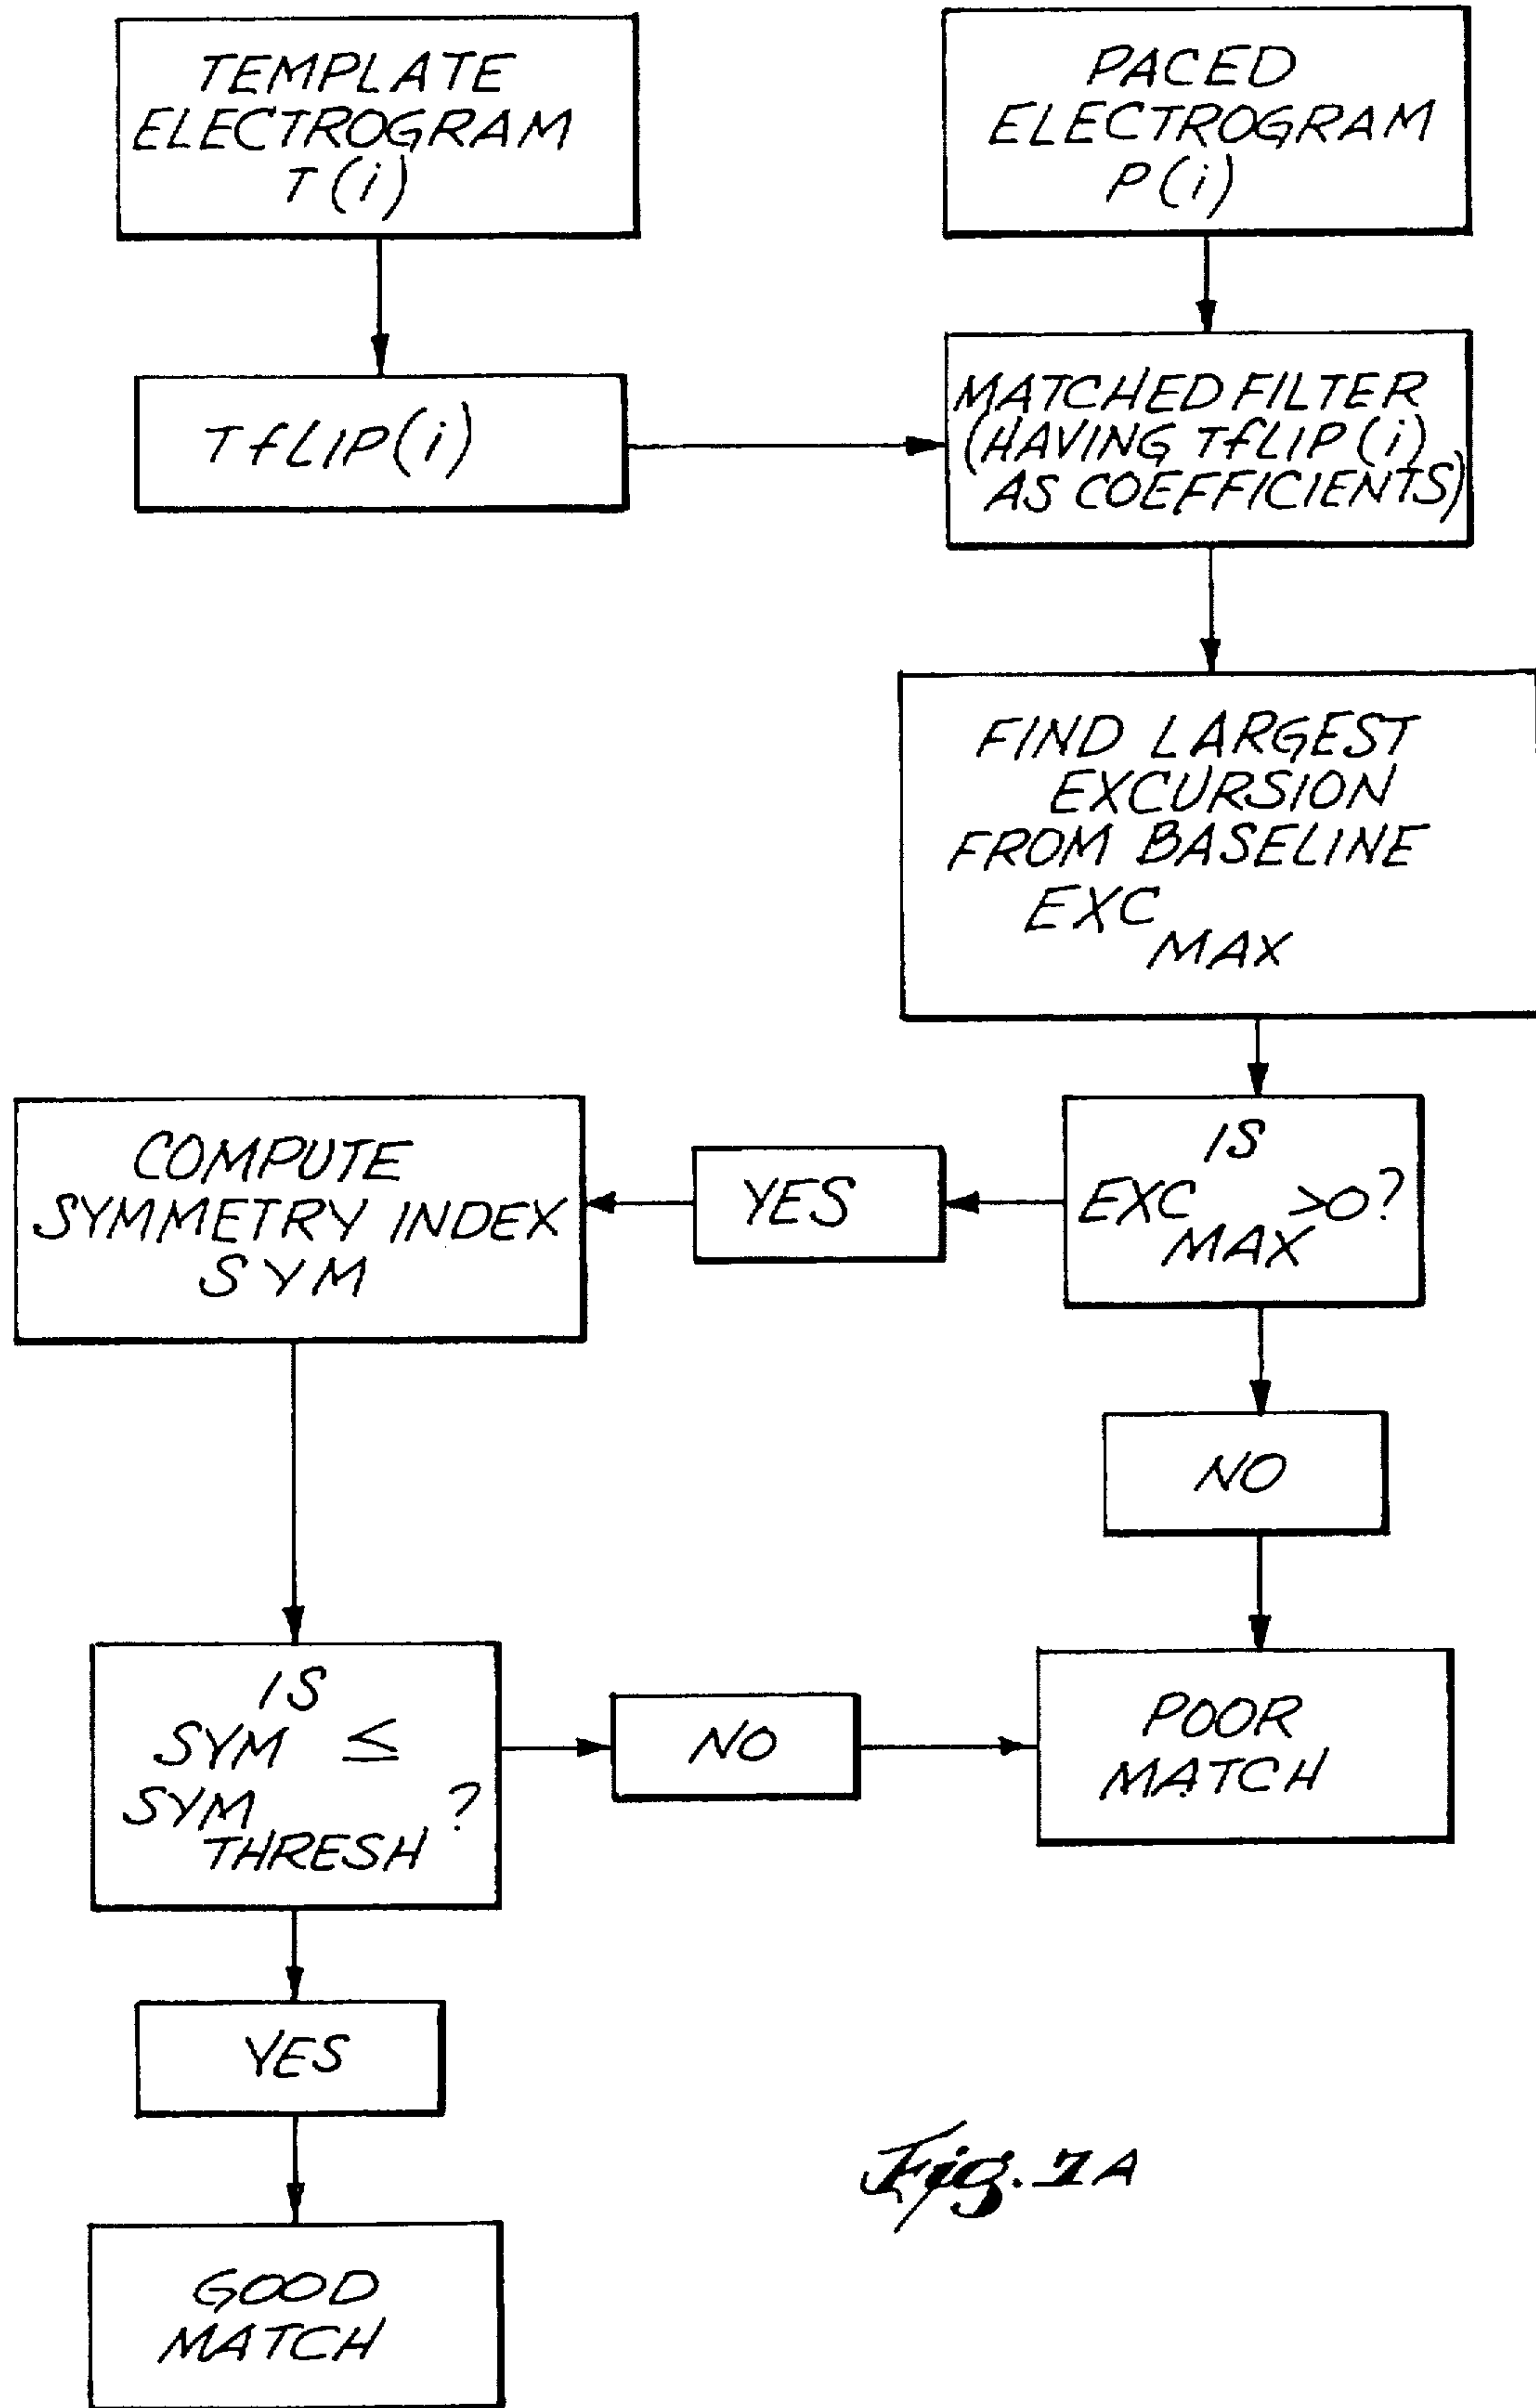 TEMPLATE
ELECTROGRAM
T(i)
PACED
ELECTROGRAM
P(i)
TfLIP(i)
MATCHED FILTER
(HAVING TfLIP(i)
AS COEFFICIENTS)
FIND LARGEST
EXCURSION
FROM BASELINE
EXC
MAX
IS
EXC >0?
MAX
YES
COMPUTE
SYMMETRY INDEX
SYM
NO
IS
SYM ≤
SYM ?
THRESH
NO
POOR
MATCH
YES
GOOD
MATCH
Fig. 1A